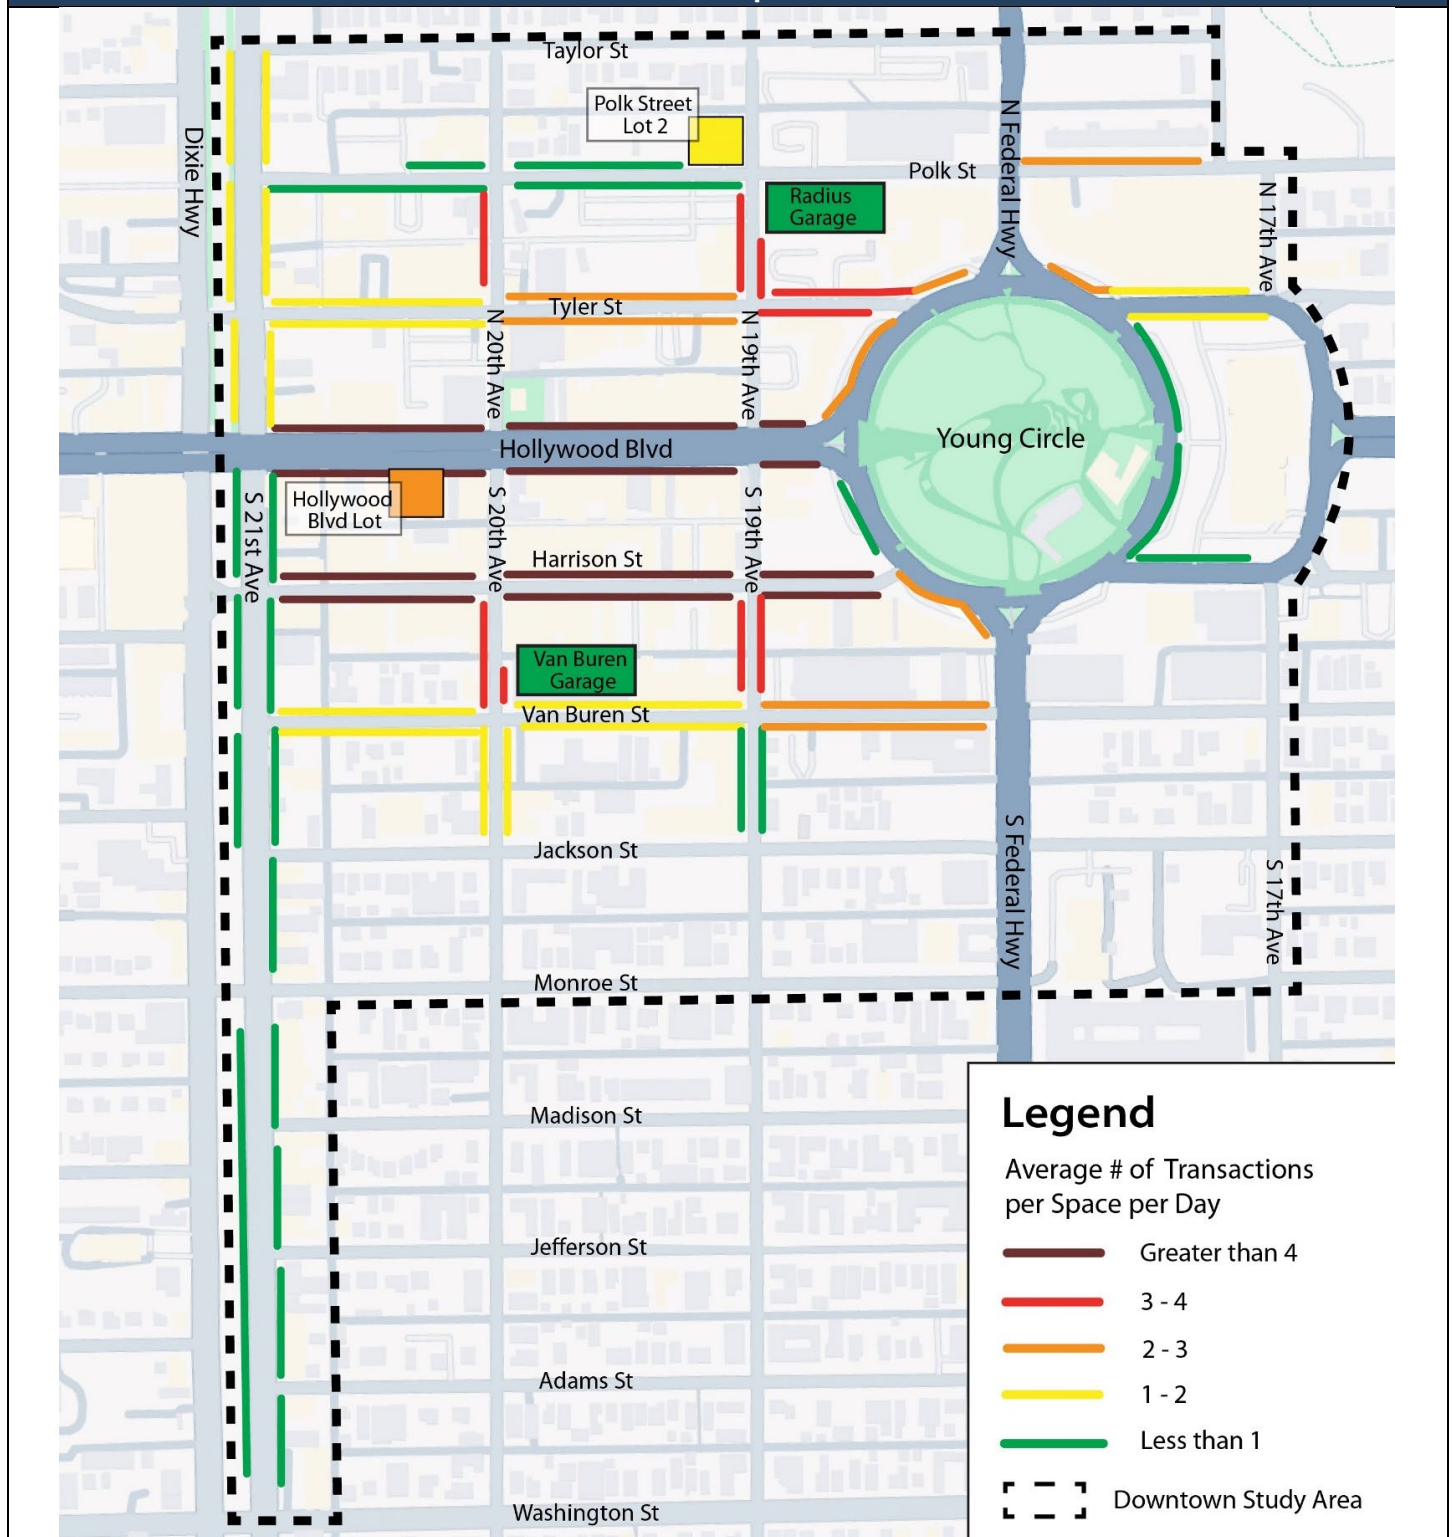 Taylor St
Polk Street
Lot 2
Dixie Hwy
N Federal Hwy
Polk St
Radius
Garage
N 17th Ave
Tyler St
N 20th Ave
N 19th Ave
Hollywood Blvd
Young Circle
Hollywood
Blvd Lot
S 21st Ave
S 20th Ave
S 19th Ave
Harrison St
Van Buren
Garage
Van Buren St
Jackson St
S Federal Hwy
S 17th Ave
Monroe St
Madison St
Jefferson St
Adams St
Washington St
Legend
Average # of Transactions
per Space per Day
Greater than 4
3 - 4
2 - 3
1 - 2
Less than 1
Downtown Study Area